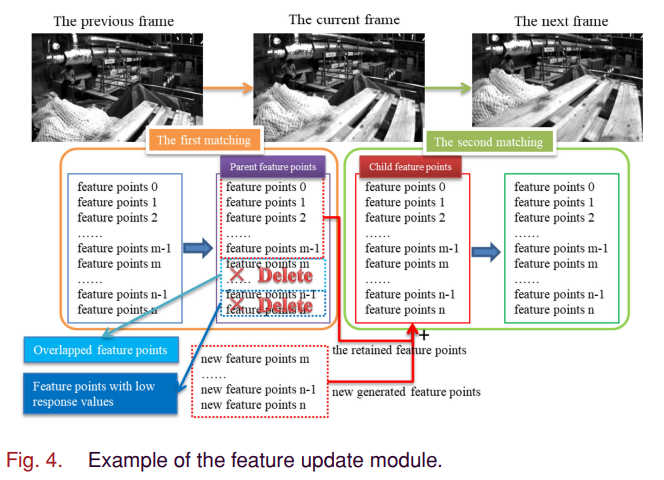 The previous frame
The current frame
The next frame
The first matching
The second matching
Parent feature points
Child feature points
feature points 0
feature points 1
feature points 2
......
feature points m-1
feature points m
......
feature points n-1
feature points n
feature points 0
feature points 1
feature points 2
......
feature points m-1
feature points m
......
Delete
feature points n-1
feature points n
Delete
feature points 0
feature points 1
feature points 2
......
feature points m-1
feature points m
......
feature points n-1
feature points n
feature points 0
feature points 1
feature points 2
......
feature points m-1
feature points m
......
feature points n-1
feature points n
+
Overlapped feature points
the retained feature points
Feature points with low
response values
new feature points m
......
new feature points n-1
new feature points n
new generated feature points
Fig. 4. Example of the feature update module.